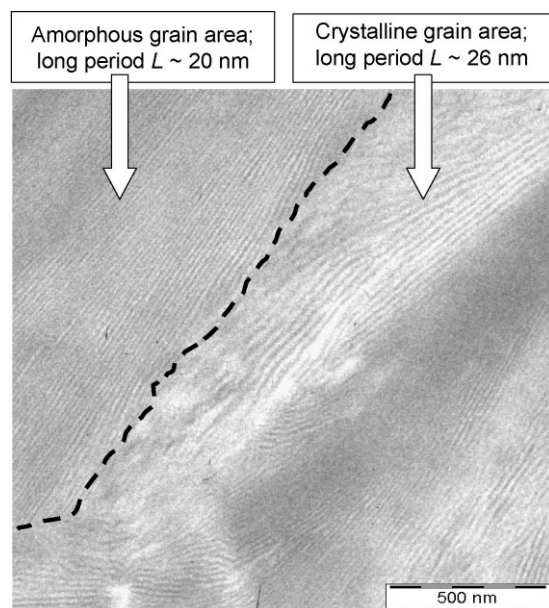 Amorphous grain area;
long period L ~ 20 nm
Crystalline grain area;
long period L ~ 26 nm
500 nm